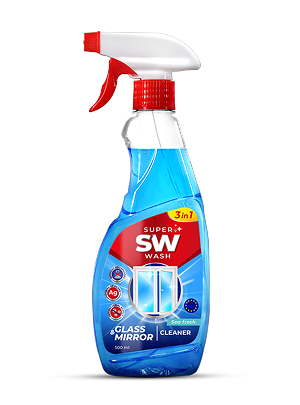 3 in 1
SUPER
SW
WASH
Ag
Sea fresh
GLASS
& MIRROR
CLEANER
500 ml